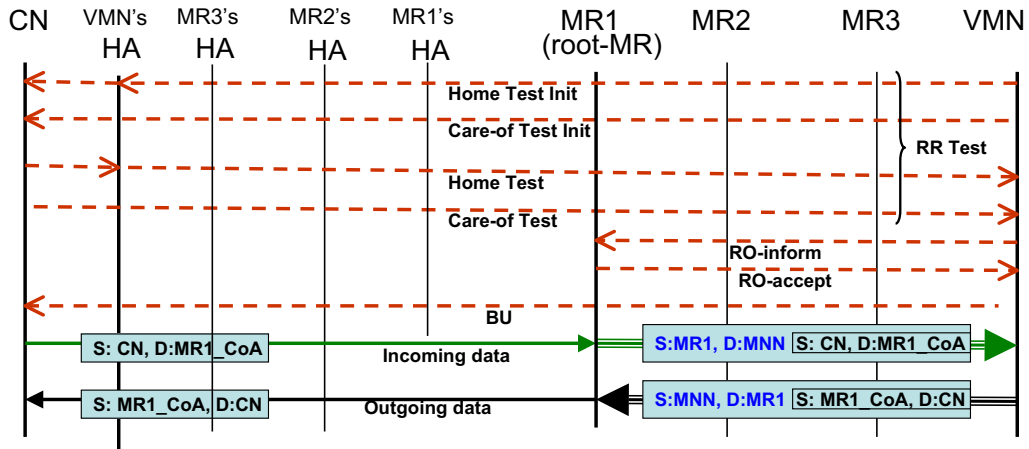 CN
VMN's
HA
MR3's
HA
MR2's
HA
MR1's
HA
MR1
(root-MR)
MR2
MR3
VMN
Home Test Init
Care-of Test Init
RR Test
Home Test
Care-of Test
RO-inform
RO-accept
BU
S: CN, D:MR1_CoA
Incoming data
S:MR1, D:MNN
S: CN, D:MR1_CoA
S: MR1_CoA, D:CN
Outgoing data
S:MNN, D:MR1
S: MR1_CoA, D:CN